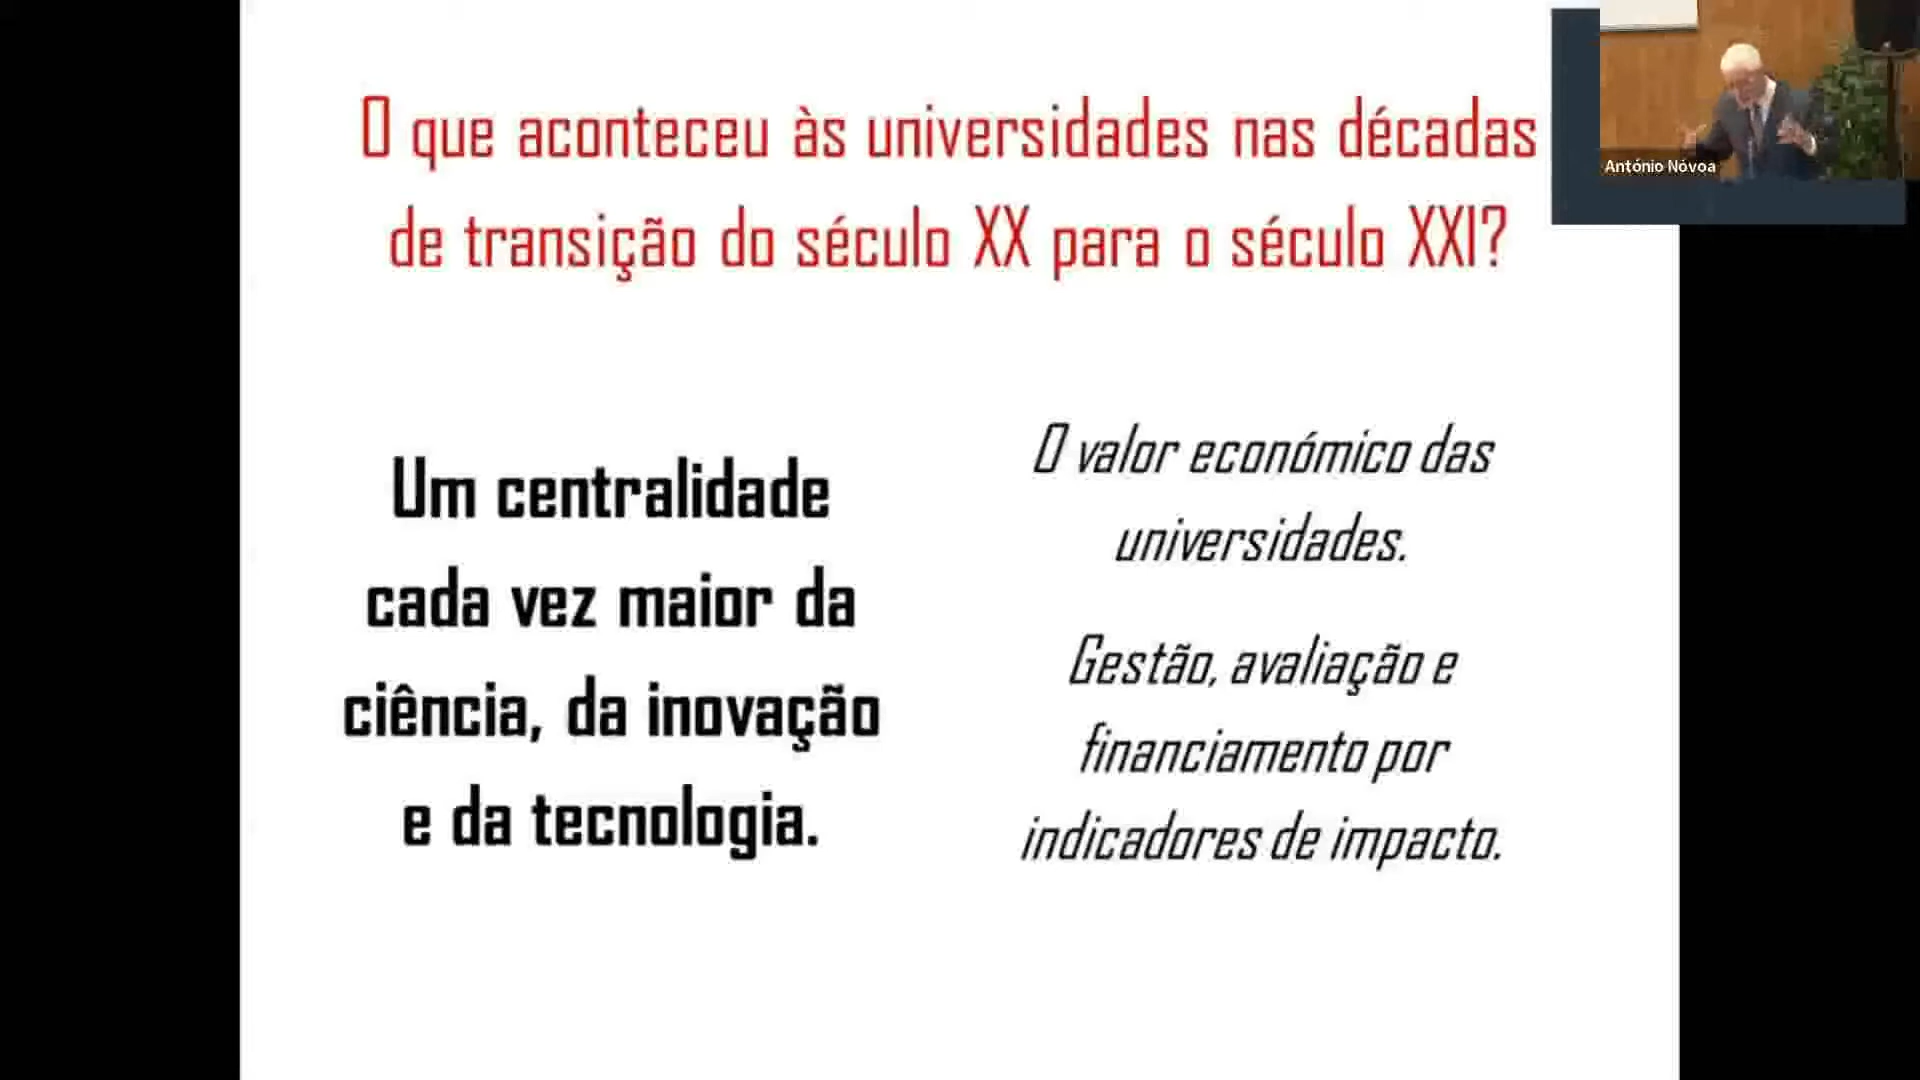 O que aconteceu às universidades nas décadas
de transição do século XX para o século XXI?
António Nóvoa
Um centralidade
cada vez maior da
ciência, da inovação
e da tecnologia.
O valor económico das
universidades.
Gestão, avaliação e
financiamento por
indicadores de impacto.